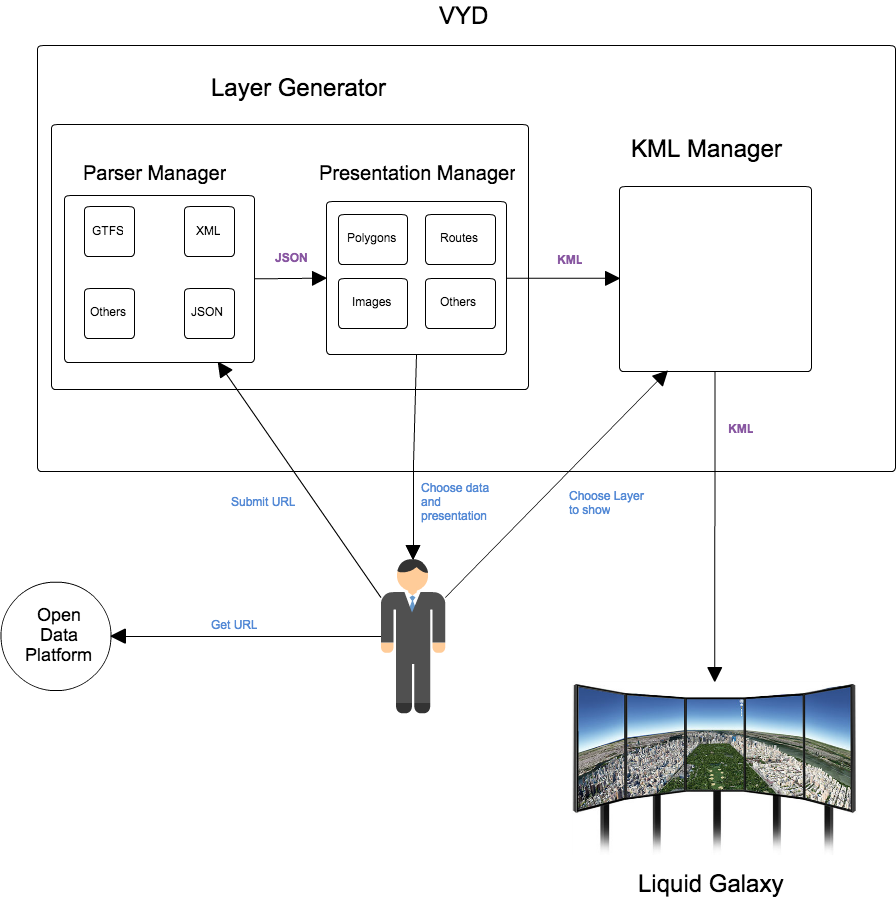 VYD
Layer Generator
KML Manager
Parser Manager
Presentation Manager
GTFS
XML
Others
JSON
JSON
Polygons
Routes
Images
Others
KML
KML
Submit URL
Choose data
and
presentation
Choose Layer
to show
Get URL
Open
Data
Platform
Liquid Galaxy